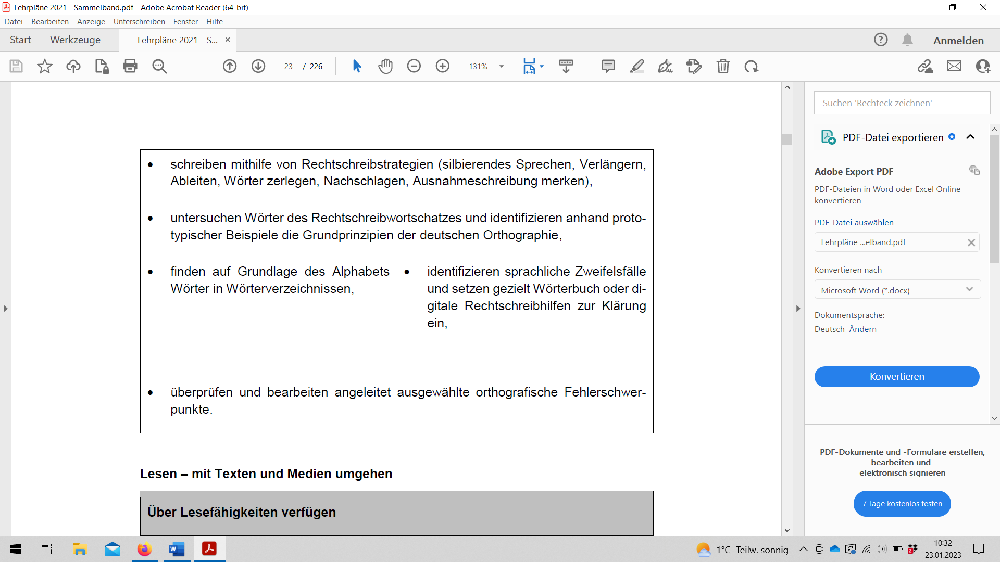 Lehrpläne 2021 - Sammelband.pdf - Adobe Acrobat Reader (64-bit)
Datei Bearbeiten Anzeige Unterschreiben Fenster Hilfe
Start Werkzeuge Lehrpläne 2021 - S... Anmelden
23 / 226 131%
• schreiben mithilfe von Rechtschreibstrategien (silbierendes Sprechen, Verlängern,
Ableiten, Wörter zerlegen, Nachschlagen, Ausnahmeschreibung merken),
• untersuchen Wörter des Rechtschreibwortschatzes und identifizieren anhand proto-
typischer Beispiele die Grundprinzipien der deutschen Orthographie,
• finden auf Grundlage des Alphabets
Wörter in Wörterverzeichnissen,
• identifizieren sprachliche Zweifelsfälle
und setzen gezielt Wörterbuch oder di-
gitale Rechtschreibhilfen zur Klärung
ein,
• überprüfen und bearbeiten angeleitet ausgewählte orthografische Fehlerschwer-
punkte.
Lesen – mit Texten und Medien umgehen
Über Lesefähigkeiten verfügen
Suchen 'Rechteck zeichnen'
PDF-Datei exportieren
Adobe Export PDF
PDF-Dateien in Word oder Excel Online
konvertieren
PDF-Datei auswählen
Lehrpläne ...elband.pdf
Konvertieren nach
Microsoft Word (*.docx)
Dokumentsprache:
Deutsch Ändern
Konvertieren
PDF-Dokumente und -Formulare erstellen,
bearbeiten und
elektronisch signieren
7 Tage kostenlos testen
1°C Teilw. sonnig
2
10:32
23.01.2023